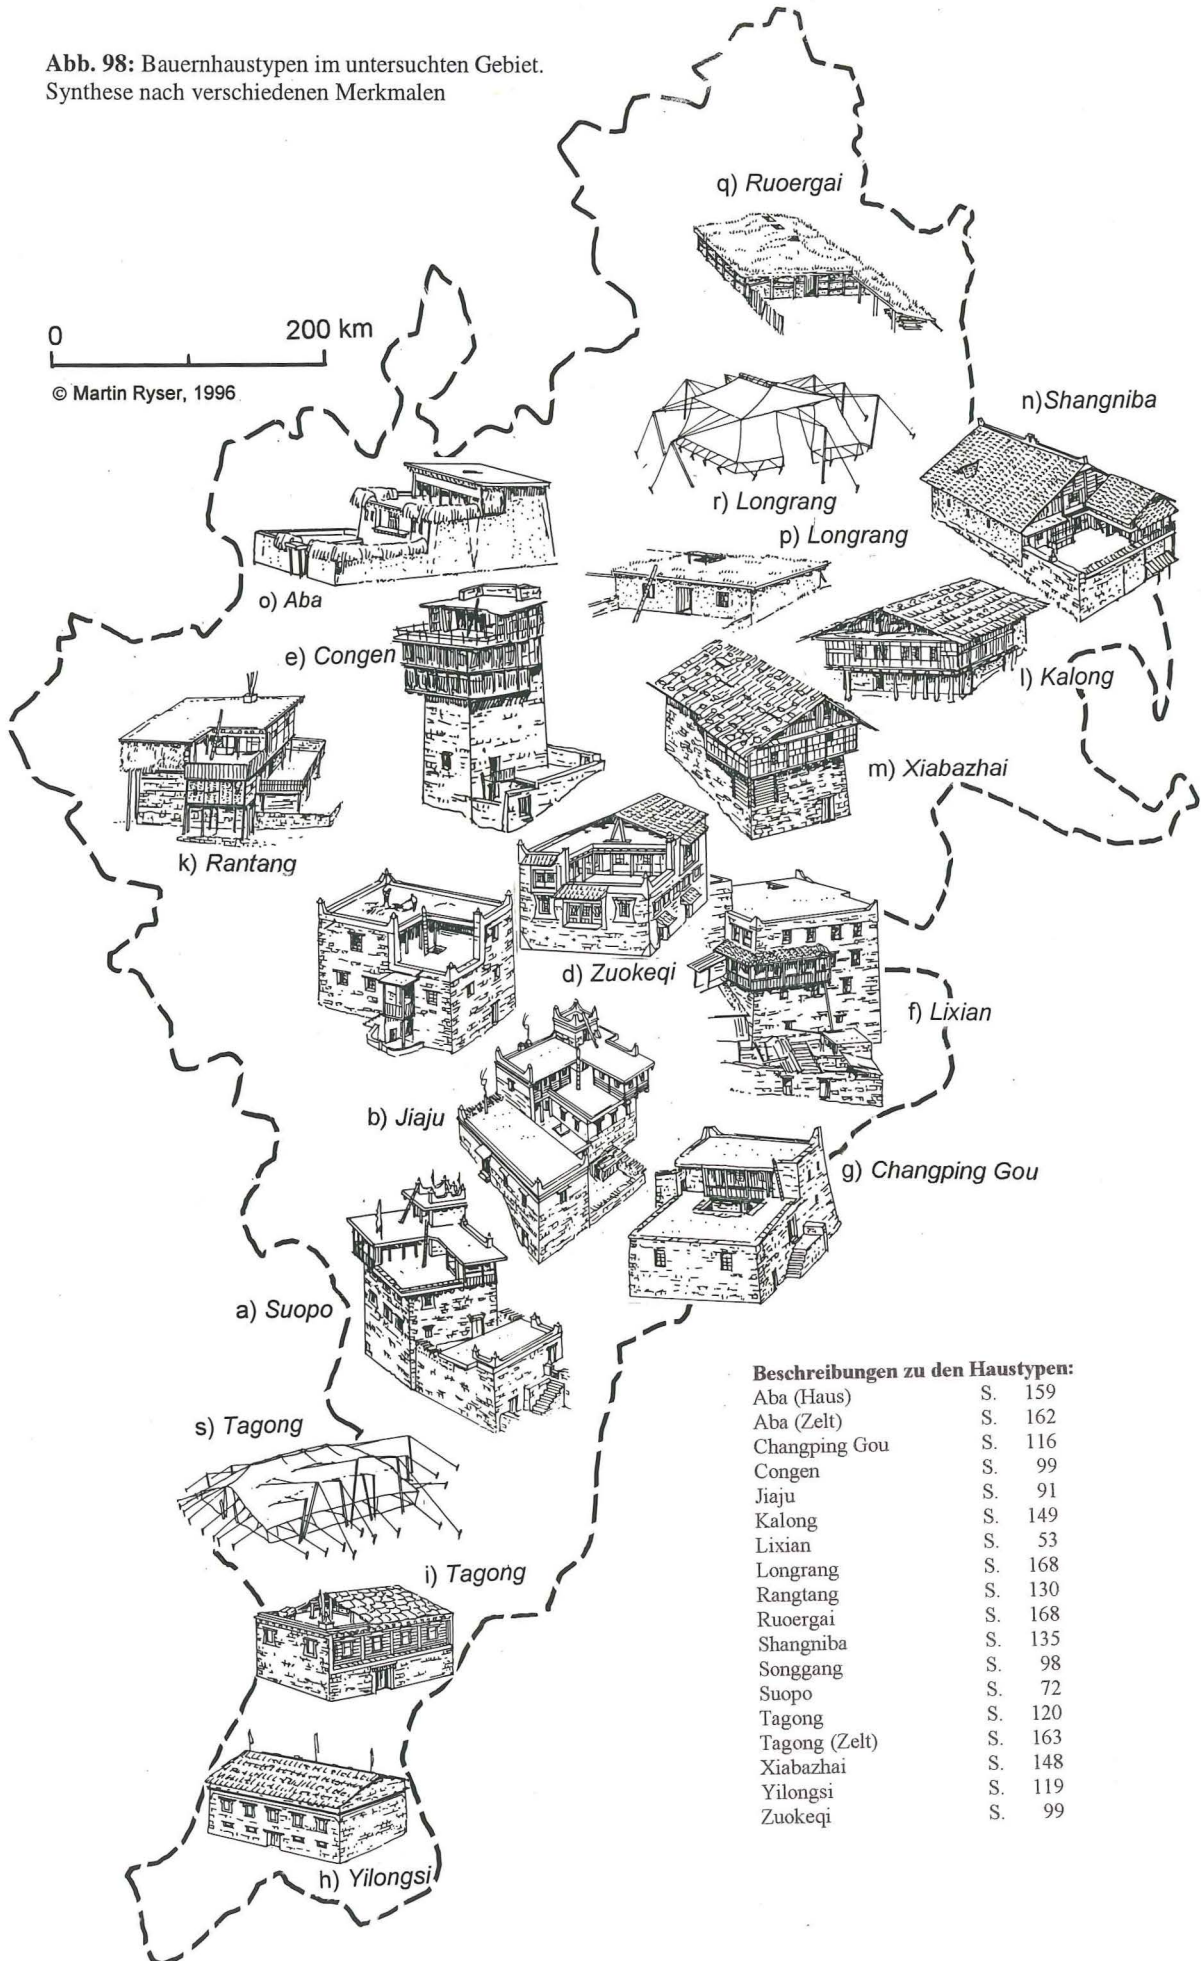 Abb. 98: Bauernhaustypen im untersuchten Gebiet.
Synthese nach verschiedenen Merkmalen
q) Ruoergai
0 200 km
© Martin Ryser, 1996
n) Shangniba
r) Longrang
p) Longrang
o) Aba
e) Congen
l) Kalong
m) Xiabazhai
k) Rantang
d) Zuokeqi
f) Lixian
b) Jiaju
g) Changping Gou
a) Suopo
s) Tagong
i) Tagong
h) Yilongsi
Beschreibungen zu den Haustypen:
Aba (Haus) S. 159
Aba (Zelt) S. 162
Changping Gou S. 116
Congen S. 99
Jiaju S. 91
Kalong S. 149
Lixian S. 53
Longrang S. 168
Rangtang S. 130
Ruoergai S. 168
Shangniba S. 135
Songgang S. 98
Suopo S. 72
Tagong S. 120
Tagong (Zelt) S. 163
Xiabazhai S. 148
Yilongsi S. 119
Zuokeqi S. 99